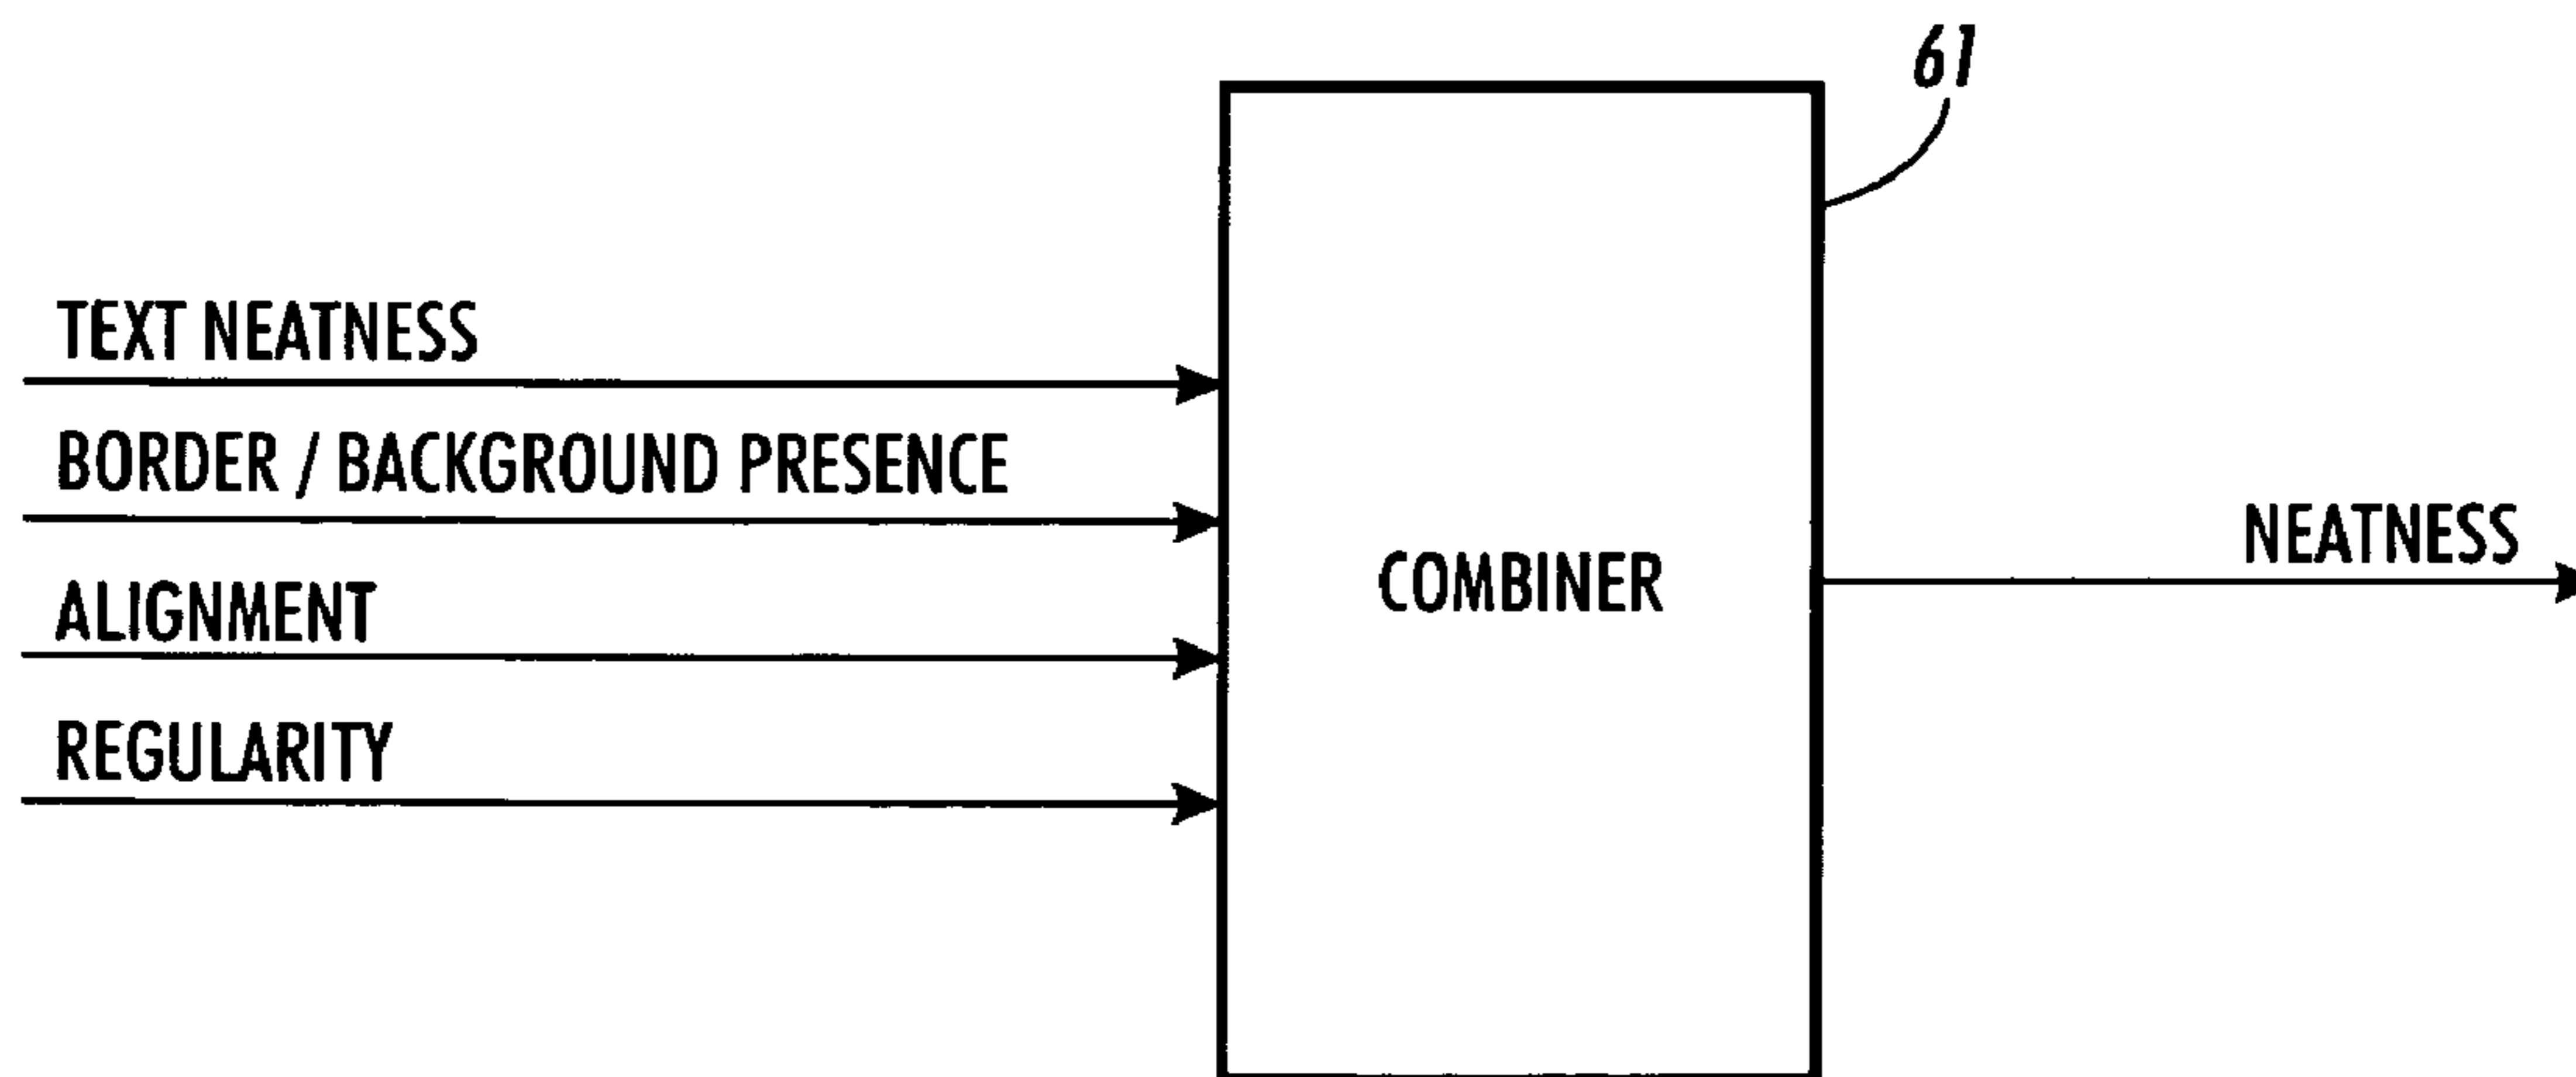 61
TEXT NEATNESS
BORDER / BACKGROUND PRESENCE
ALIGNMENT
REGULARITY
COMBINER
NEATNESS